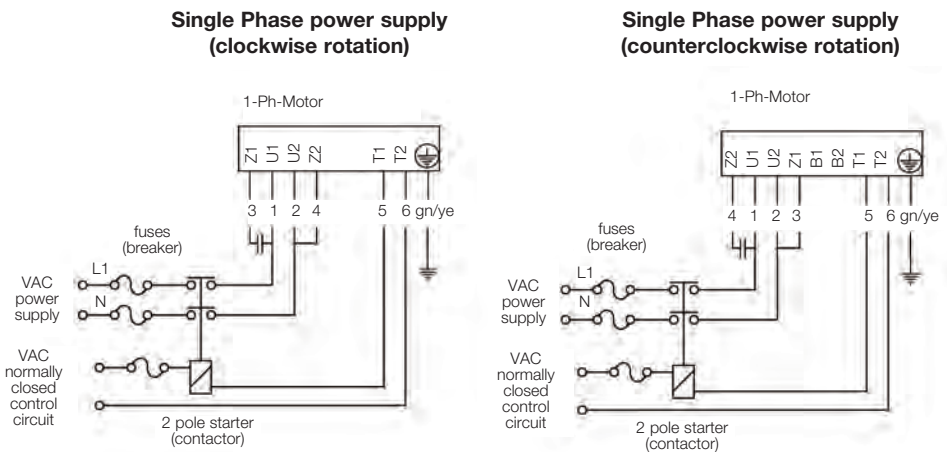 Single Phase power supply
(clockwise rotation)
1-Ph-Motor
Z1 U1 U2 Z2 T1 T2
3 1 2 4 5 6 gn/ye
fuses
(breaker)
L1
VAC
power
supply
N
VAC
normally
closed
control
circuit
2 pole starter
(contactor)
Single Phase power supply
(counterclockwise rotation)
1-Ph-Motor
Z2 U1 U2 Z1 B1 B2 T1 T2
4 1 2 3 5 6 gn/ye
fuses
(breaker)
L1
VAC
power
supply
N
VAC
normally
closed
control
circuit
2 pole starter
(contactor)